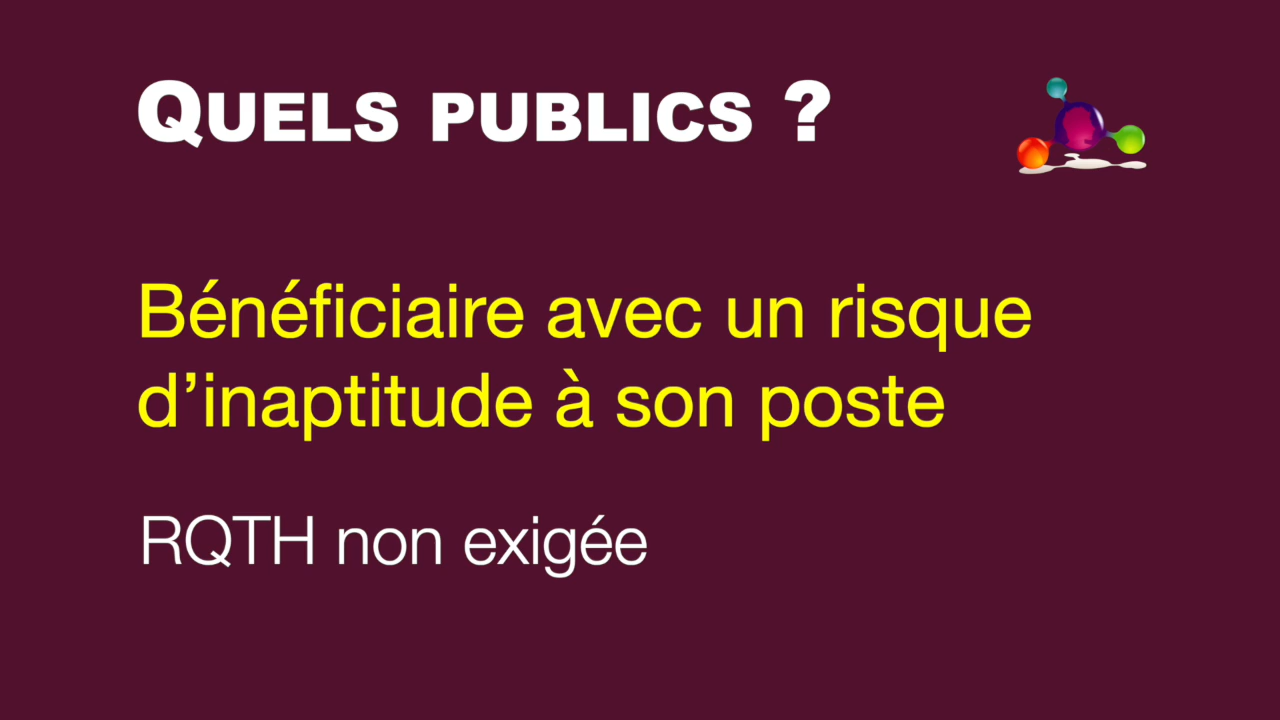 QUELS PUBLICS ?
Bénéficiaire avec un risque
d’inaptitude à son poste
RQTH non exigée